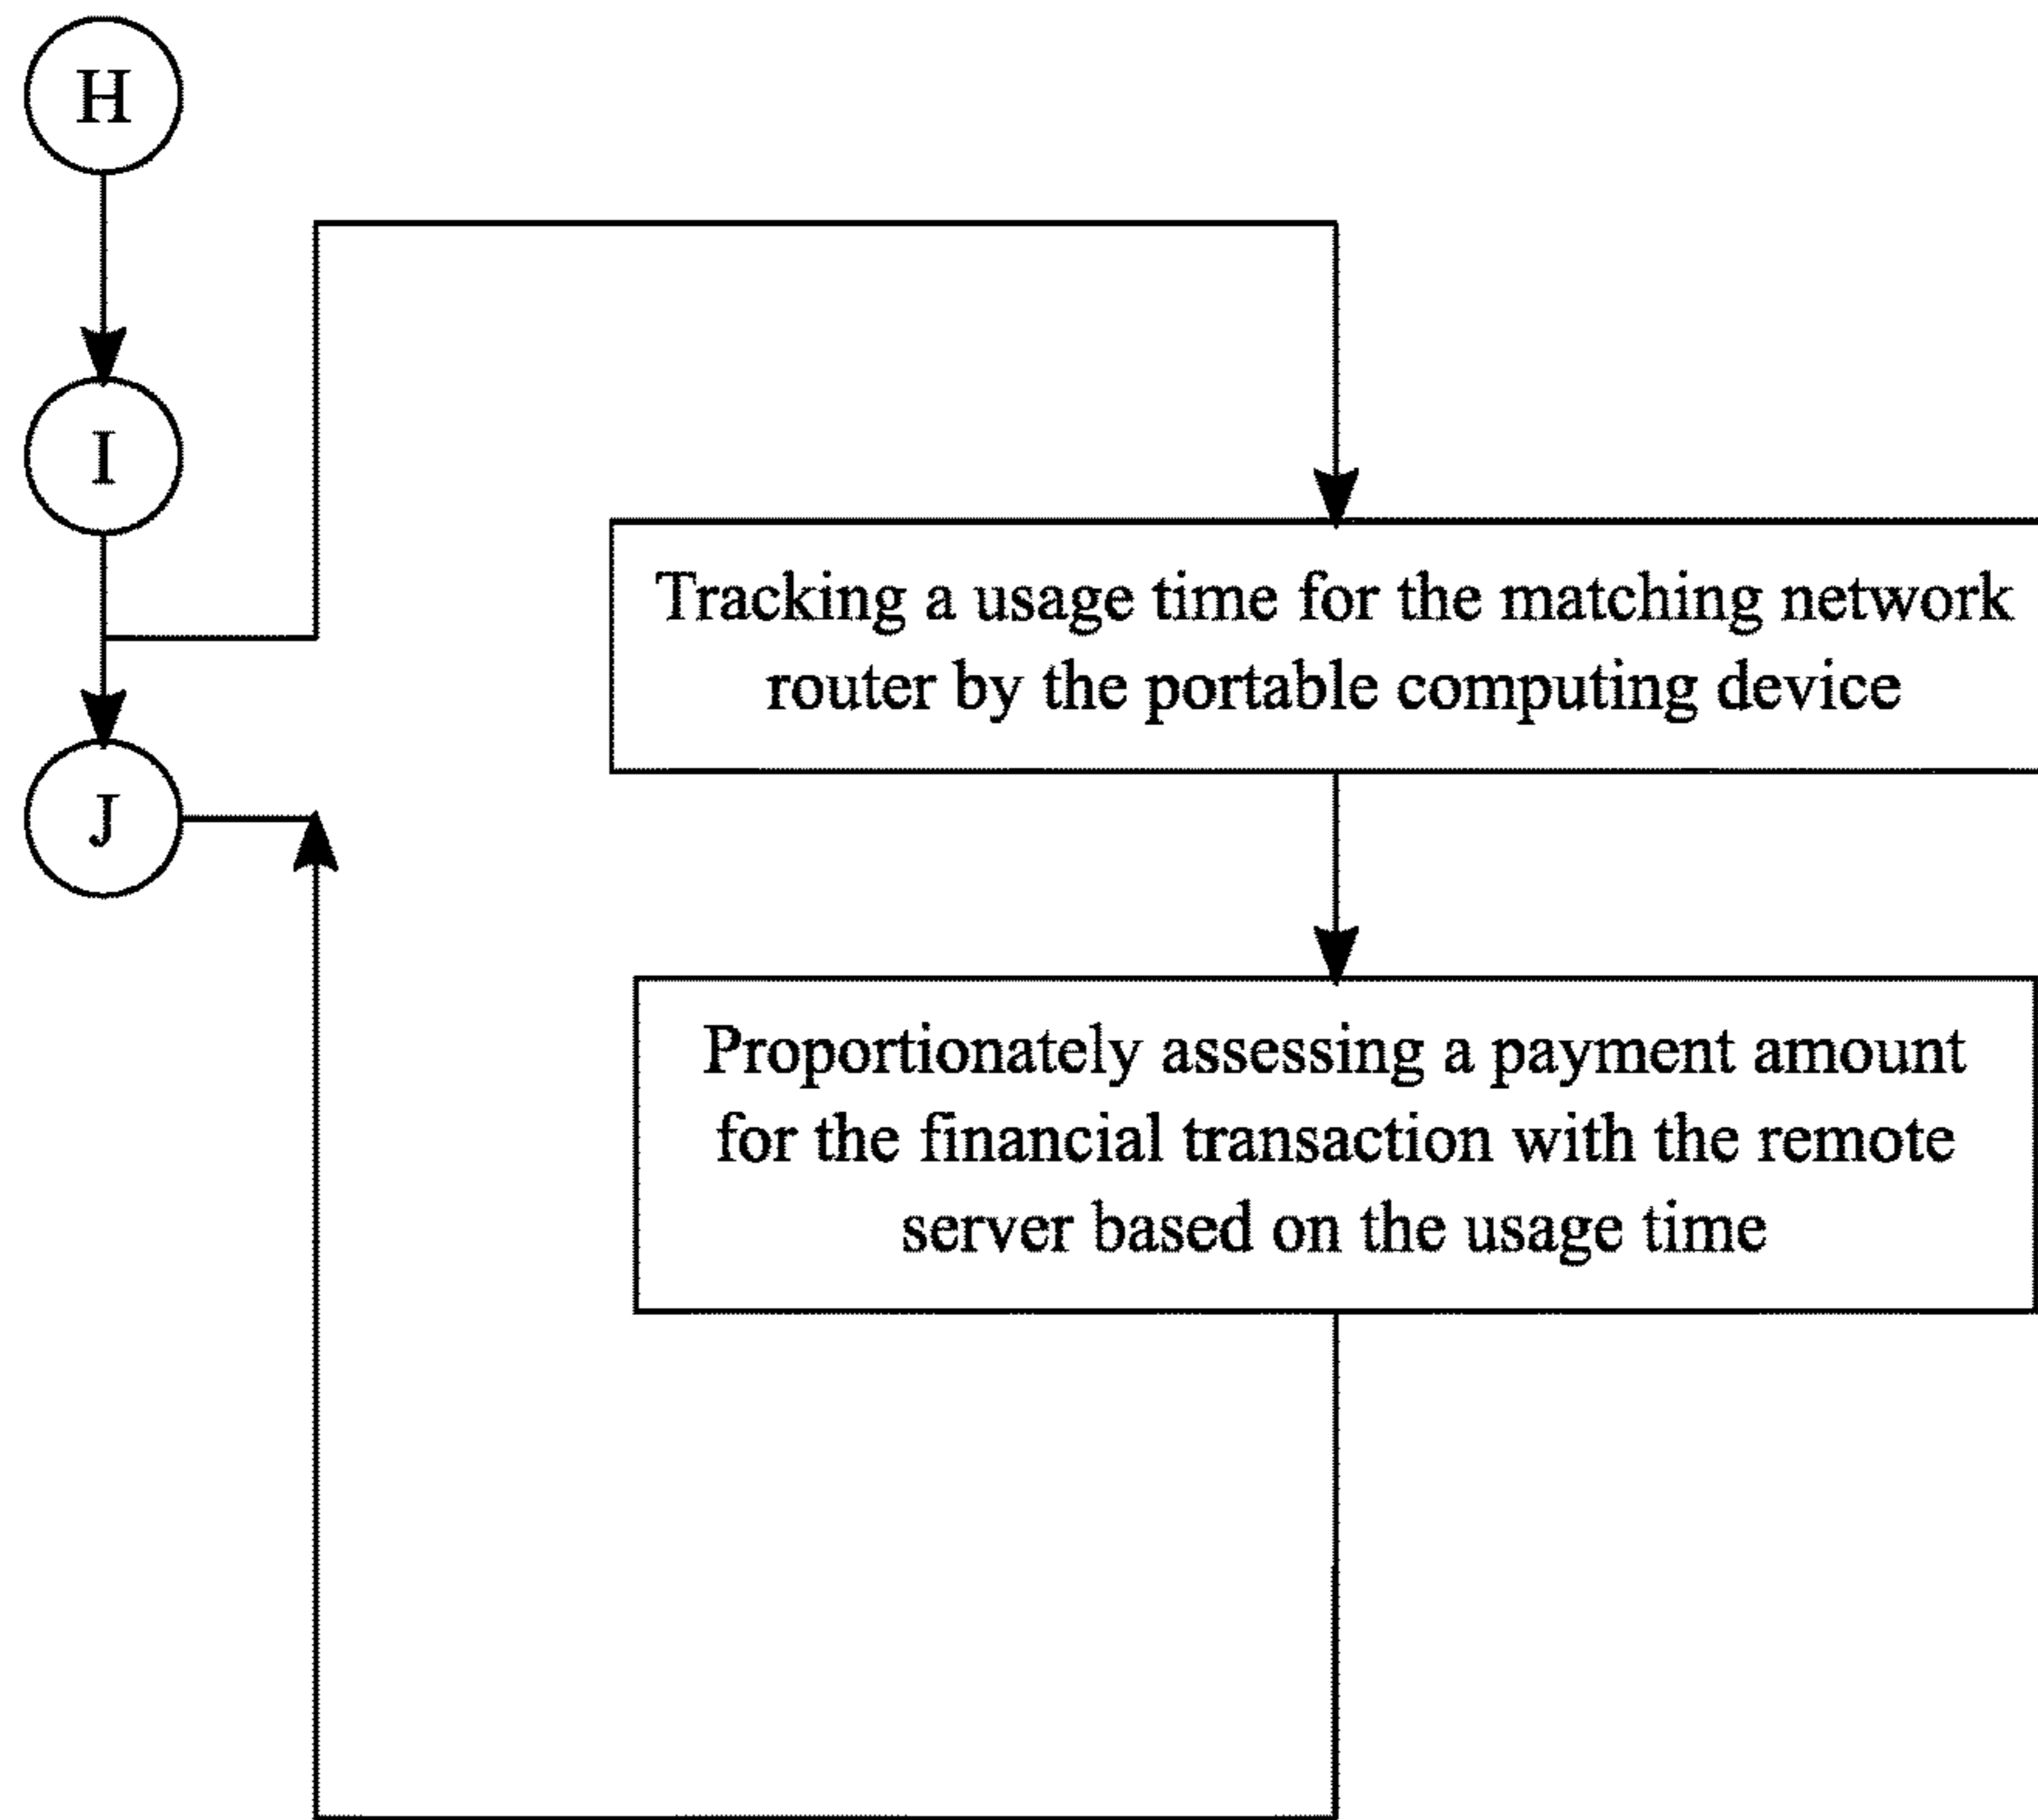 H
I
J
Tracking a usage time for the matching network
router by the portable computing device
Proportionately assessing a payment amount
for the financial transaction with the remote
server based on the usage time